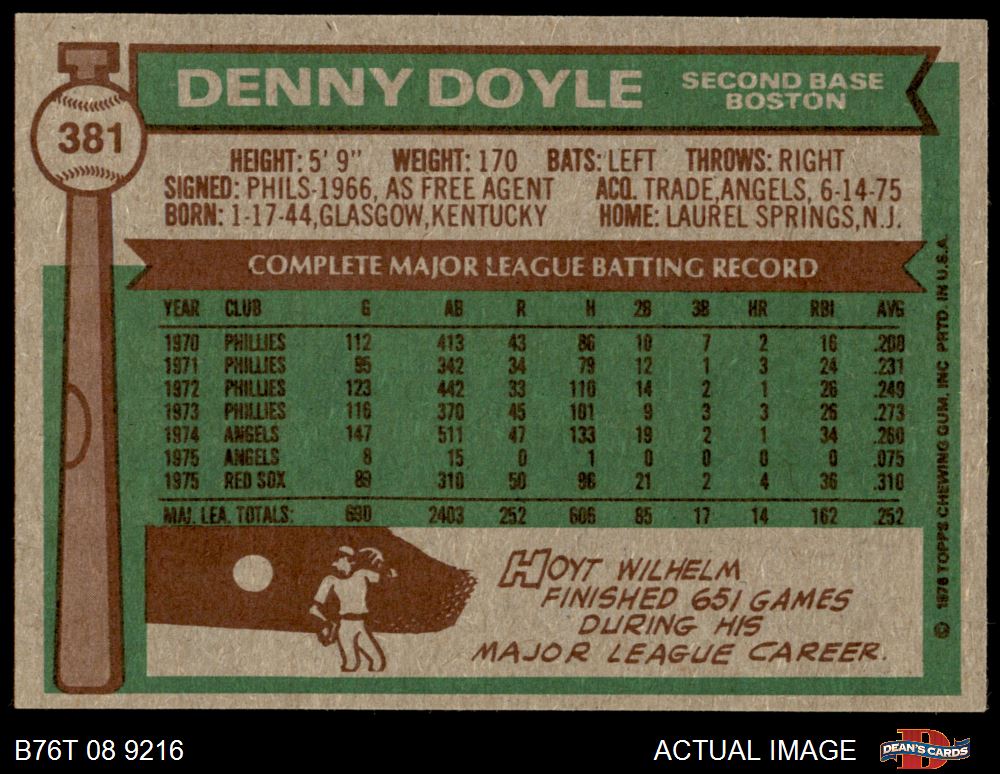 381
DENNY DOYLE
SECOND BASE
BOSTON
HEIGHT: 5' 9" WEIGHT: 170 BATS: LEFT THROWS: RIGHT
SIGNED: PHILS-1966, AS FREE AGENT ACQ. TRADE, ANGELS, 6-14-75
BORN: 1-17-44, GLASGOW, KENTUCKY HOME: LAUREL SPRINGS, N.J.
COMPLETE MAJOR LEAGUE BATTING RECORD
YEAR CLUB G AB R H 2B 3B HR RBI AVG
1970 PHILLIES 112 413 43 86 10 7 2 16 .208
1971 PHILLIES 95 342 34 79 12 1 3 24 .231
1972 PHILLIES 123 442 33 110 14 2 1 26 .249
1973 PHILLIES 116 370 45 101 9 3 3 26 .273
1974 ANGELS 147 511 47 133 19 2 1 34 .260
1975 ANGELS 8 15 0 1 0 0 0 0 .075
1975 RED SOX 89 310 50 96 21 2 4 36 .310
MAJ. LEA. TOTALS: 690 2403 252 606 85 17 14 162 .252
HOYT WILHELM
FINISHED 651 GAMES
DURING HIS
MAJOR LEAGUE CAREER.
© 1976 TOPPS CHEWING GUM, INC PRTD. IN U.S.A.
B76T 08 9216
ACTUAL IMAGE
DEAN'S CARDS